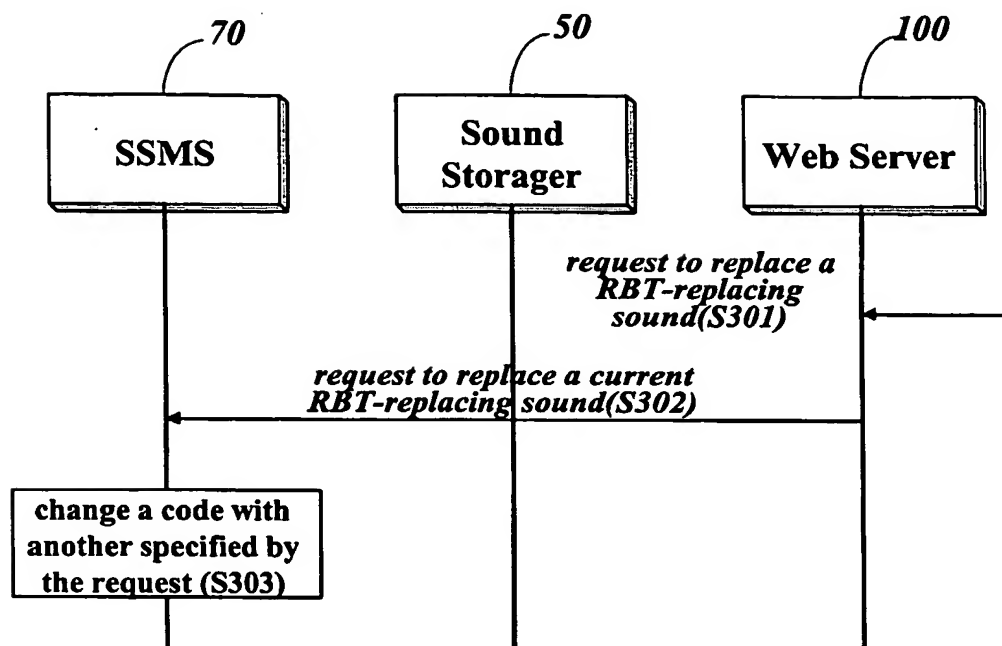 70
50
100
SSMS
Sound
Storager
Web Server
request to replace a
RBT-replacing
sound(S301)
request to replace a current
RBT-replacing sound(S302)
change a code with
another specified by
the request (S303)